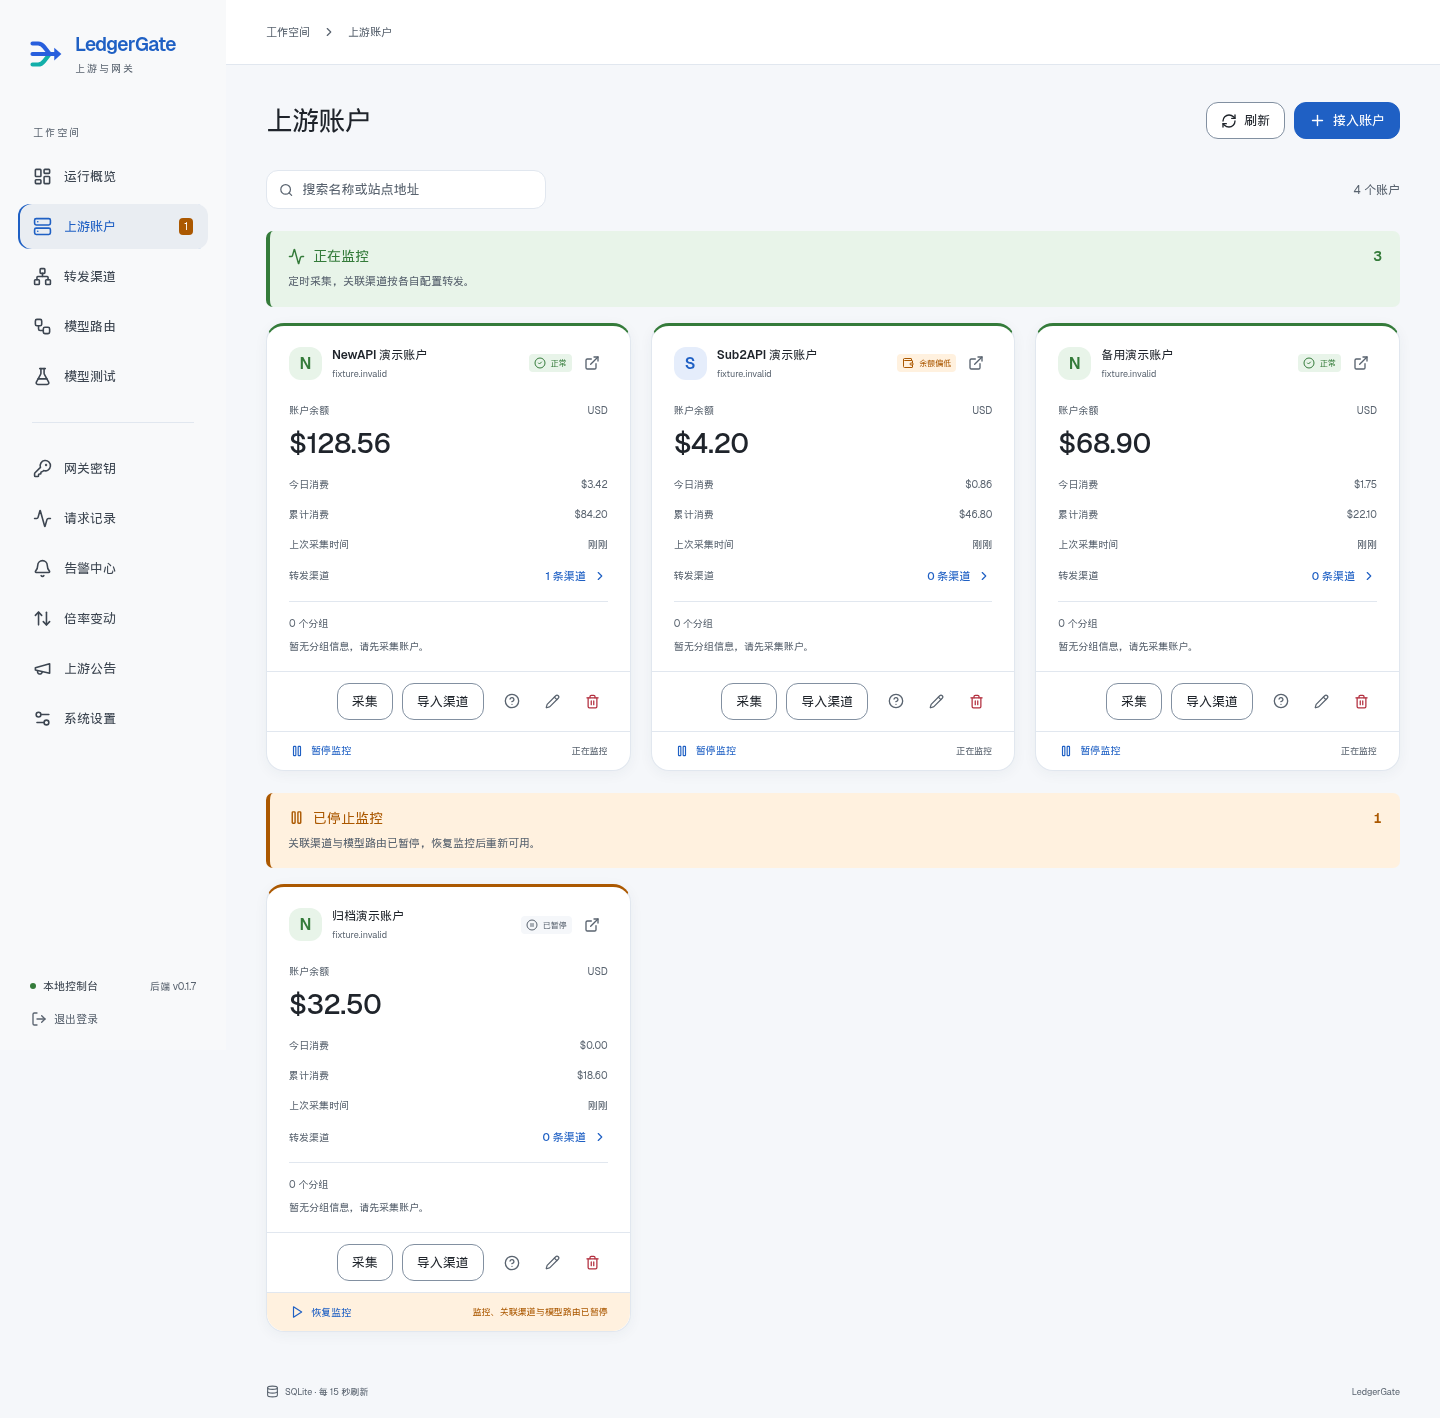 LedgerGate
上游与网关
工作空间
运行概览
上游账户 1
转发渠道
模型路由
模型测试
网关密钥
请求记录
告警中心
倍率变动
上游公告
系统设置
本地控制台 后端 v0.1.7
退出登录
工作空间 上游账户
上游账户
刷新 接入账户
搜索名称或站点地址 4 个账户
正在监控 3
定时采集，关联渠道按各自配置转发。
N NewAPI 演示账户 正常
fixture.invalid
账户余额 USD
$128.56
今日消费 $3.42
累计消费 $84.20
上次采集时间 刚刚
转发渠道 1 条渠道
0 个分组
暂无分组信息，请先采集账户。
采集 导入渠道
暂停监控 正在监控
S Sub2API 演示账户 余额偏低
fixture.invalid
账户余额 USD
$4.20
今日消费 $0.86
累计消费 $46.80
上次采集时间 刚刚
转发渠道 0 条渠道
0 个分组
暂无分组信息，请先采集账户。
采集 导入渠道
暂停监控 正在监控
N 备用演示账户 正常
fixture.invalid
账户余额 USD
$68.90
今日消费 $1.75
累计消费 $22.10
上次采集时间 刚刚
转发渠道 0 条渠道
0 个分组
暂无分组信息，请先采集账户。
采集 导入渠道
暂停监控 正在监控
已停止监控 1
关联渠道与模型路由已暂停，恢复监控后重新可用。
N 归档演示账户 已暂停
fixture.invalid
账户余额 USD
$32.50
今日消费 $0.00
累计消费 $18.60
上次采集时间 刚刚
转发渠道 0 条渠道
0 个分组
暂无分组信息，请先采集账户。
采集 导入渠道
恢复监控 监控、关联渠道与模型路由已暂停
SQLite · 每 15 秒刷新 LedgerGate